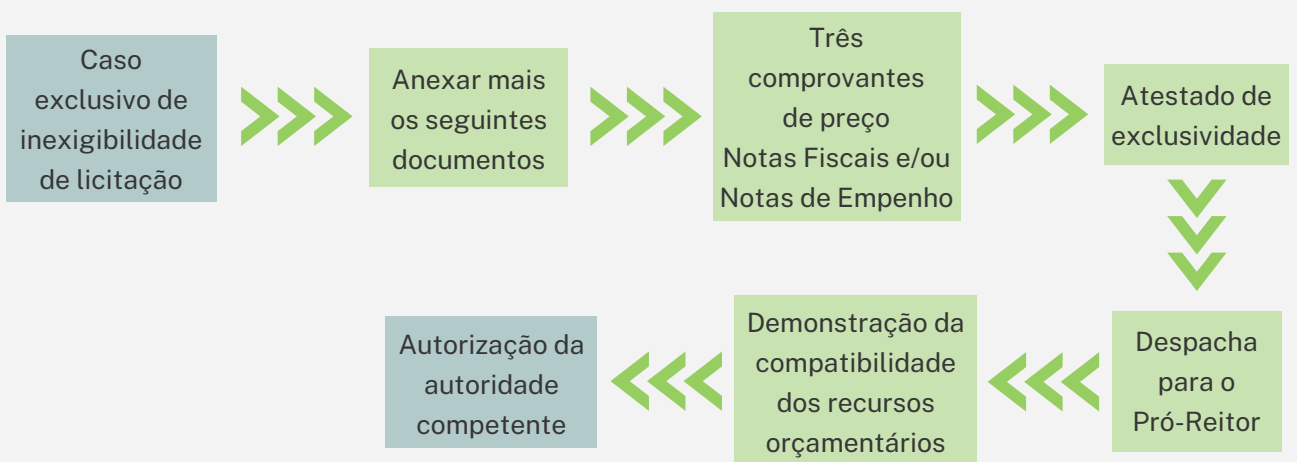 Caso
exclusivo de
inexigibilidade
de licitação
Anexar mais
os seguintes
documentos
Três
comprovantes
de preço
Notas Fiscais e/ou
Notas de Empenho
Atestado de
exclusividade
Despacha
para o
Pró-Reitor
Demonstração da
compatibilidade
dos recursos
orçamentários
Autorização da
autoridade
competente